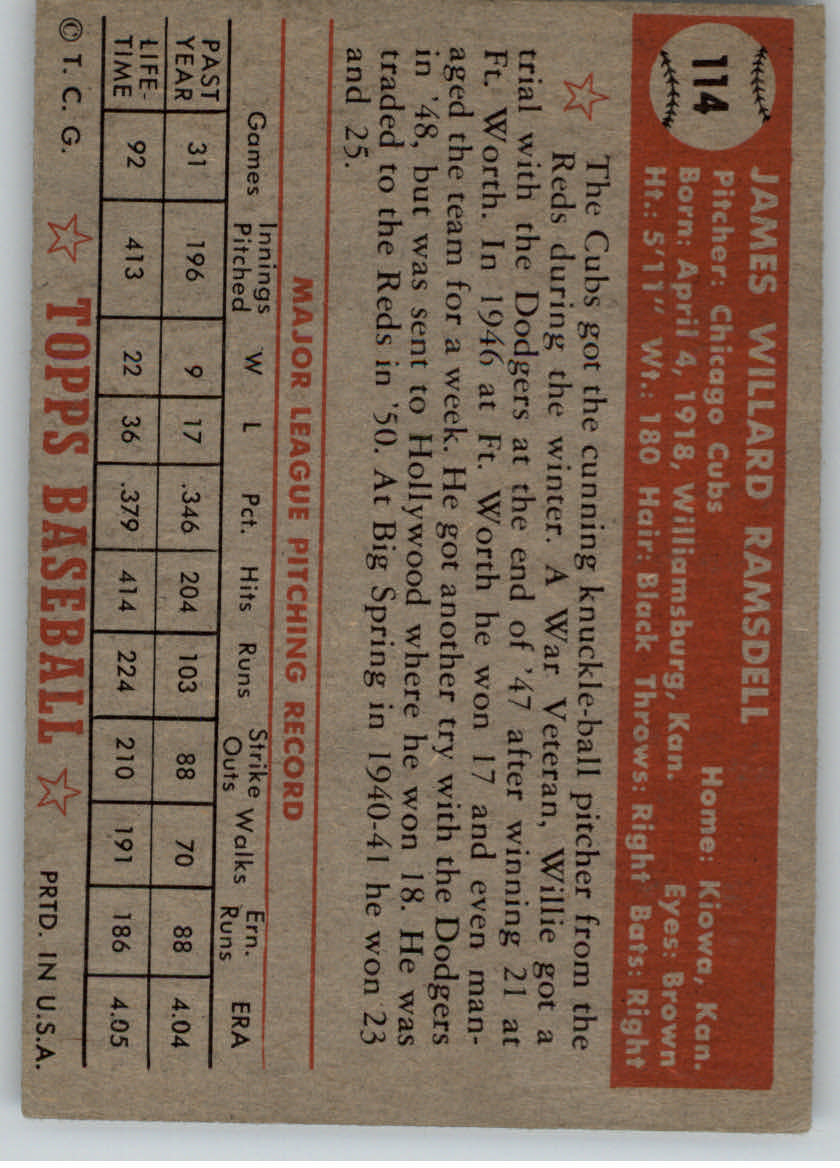 114
JAMES WILLARD RAMSDELL
Pitcher: Chicago Cubs Home: Kiowa, Kan.
Born: April 4, 1918, Williamsburg, Kan. Eyes: Brown
Ht.: 5'11" Wt.: 180 Hair: Black Throws: Right Bats: Right
The Cubs got the cunning knuckle-ball pitcher from the
Reds during the winter. A War Veteran, Willie got a
trial with the Dodgers at the end of '47 after winning 21 at
Ft. Worth. In 1946 at Ft. Worth he won 17 and even man-
aged the team for a week. He got another try with the Dodgers
in '48, but was sent to Hollywood where he won 18. He was
traded to the Reds in '50. At Big Spring in 1940-41 he won 23
and 25.
MAJOR LEAGUE PITCHING RECORD
Games Innings Pitched W L Pct. Hits Runs Strike Outs Walks Ern. Runs ERA
PAST YEAR 31 196 9 17 .346 204 103 88 70 88 4.04
LIFE-TIME 92 413 22 36 .379 414 224 210 191 186 4.05
© T. C. G. TOPPS BASEBALL PRTD. IN U.S.A.